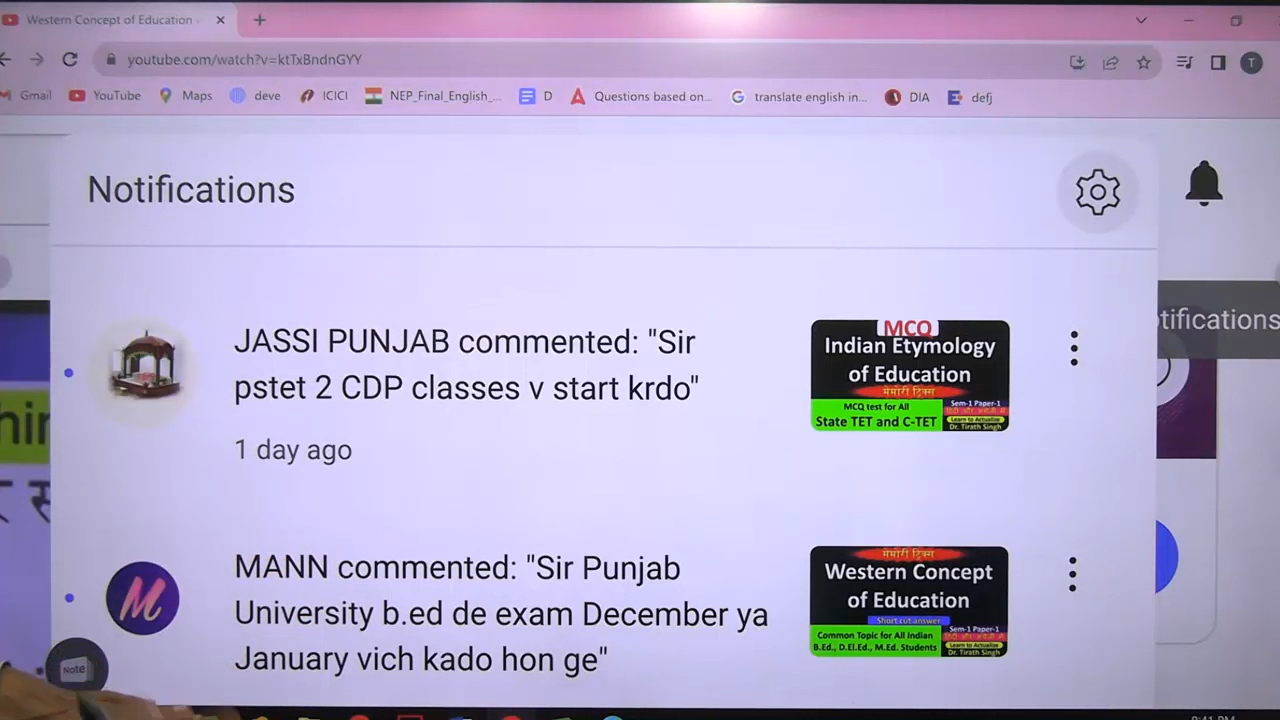 Western Concept of Education
youtube.com/watch?v=ktTxBndnGYY
Gmail YouTube Maps deve ICICI NEP_Final_English_... D Questions based on... translate english in... DIA defj
Notifications
tifications
JASSI PUNJAB commented: "Sir
pstet 2 CDP classes v start krdo"
1 day ago
MCQ
Indian Etymology
of Education
मेमोरी ट्रिक्स
MCQ test for All
State TET and C-TET
Sem-1 Paper-1
हिंदी और अंग्रेजी में
Learn to Actualise
Dr. Tirath Singh
MANN commented: "Sir Punjab
University b.ed de exam December ya
January vich kado hon ge"
मेमोरी ट्रिक्स
Western Concept
of Education
Short cut answer
Common Topic for All Indian
B.Ed., D.El.Ed., M.Ed. Students
Sem-1 Paper-1
हिंदी और अंग्रेजी में
Learn to Actualise
Dr. Tirath Singh
Note
T
M